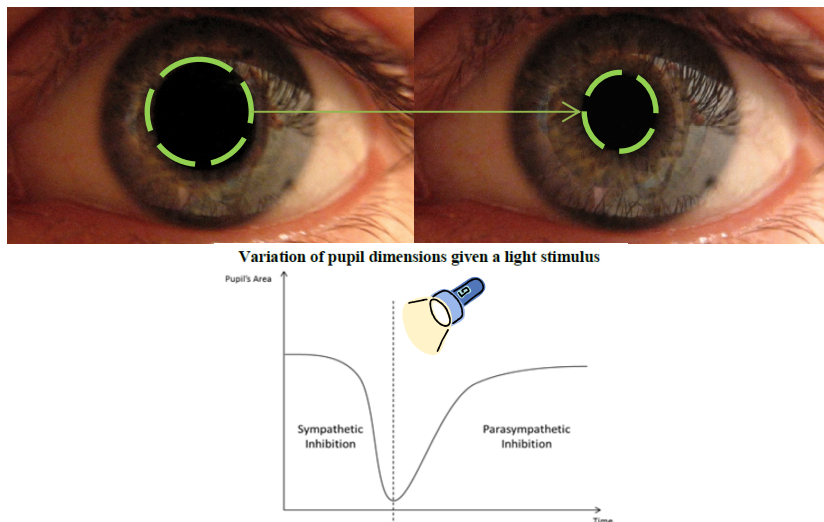 Variation of pupil dimensions given a light stimulus
Pupil's Area
Sympathetic
Inhibition
Parasympathetic
Inhibition
Time